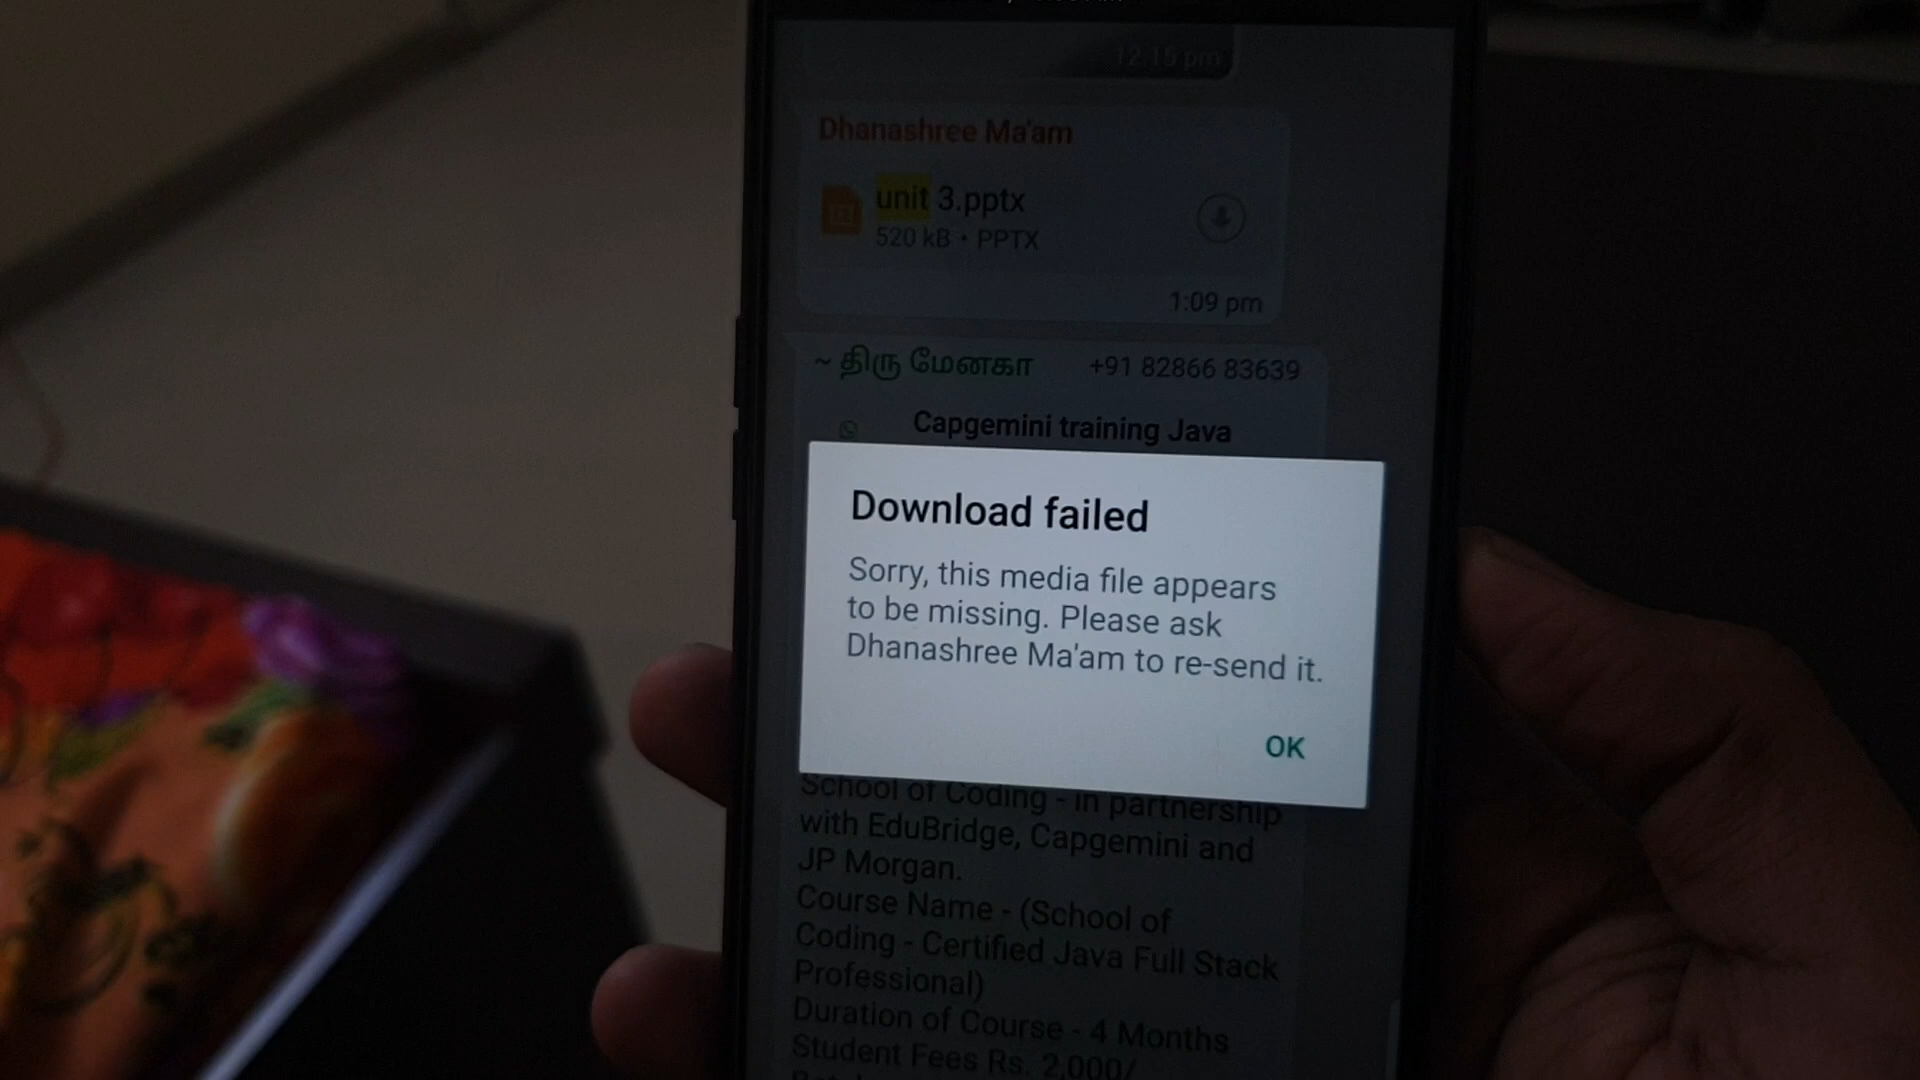 12:15 pm
Dhanashree Ma'am
unit 3.pptx
520 kB • PPTX
1:09 pm
~ திரு மேனகா +91 82866 83639
Capgemini training Java
Download failed
Sorry, this media file appears
to be missing. Please ask
Dhanashree Ma'am to re-send it.
OK
School of Coding - in partnership
with EduBridge, Capgemini and
JP Morgan.
Course Name - (School of
Coding - Certified Java Full Stack
Professional)
Duration of Course - 4 Months
Student Fees Rs. 2,000/